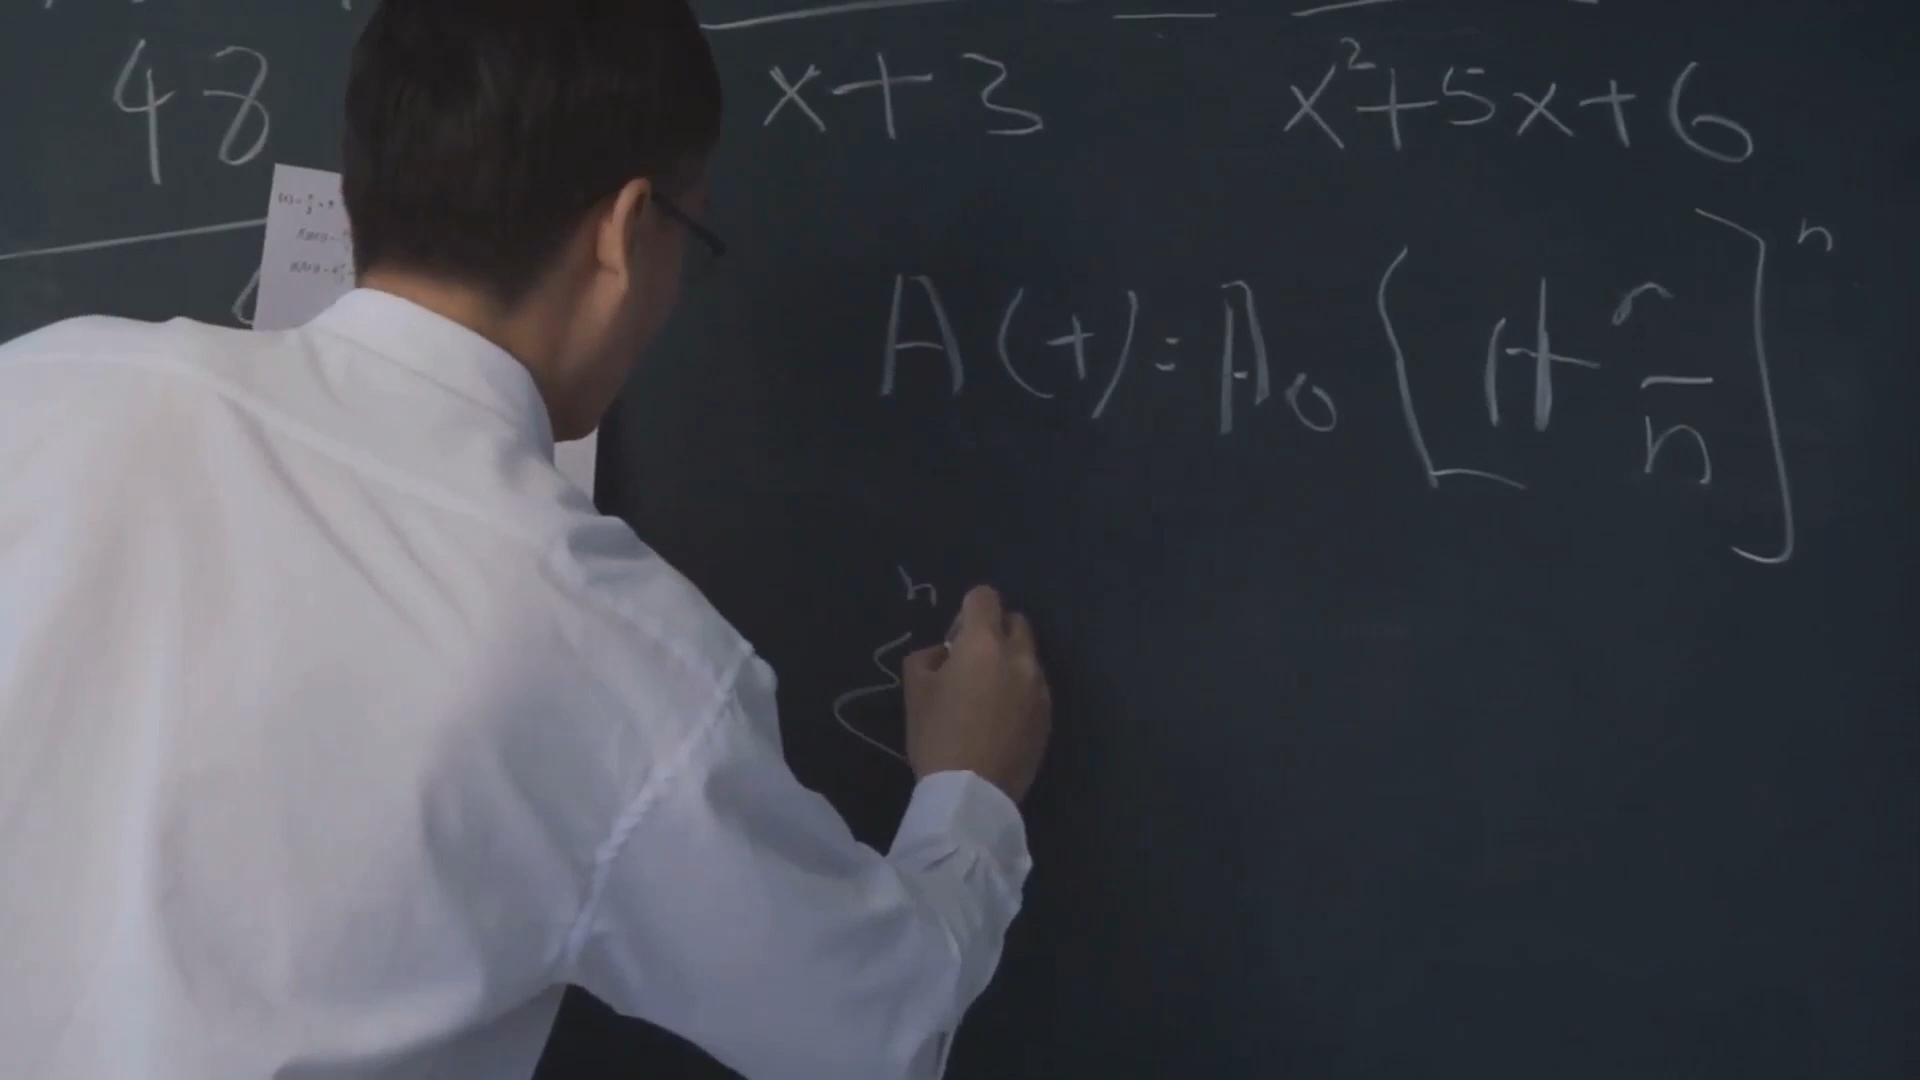 48
x+3
x²+5x+6
A(t)=A₀[1+r/n]ⁿ
n
Σ